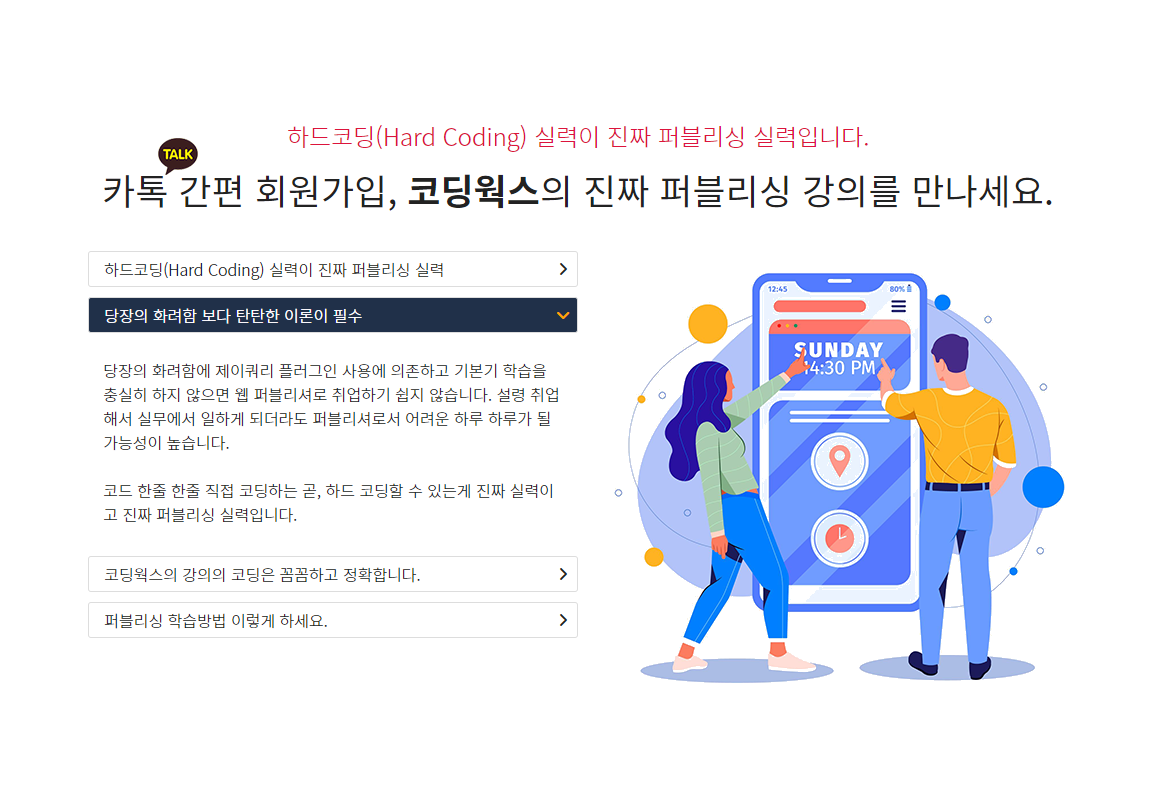 하드코딩(Hard Coding) 실력이 진짜 퍼블리싱 실력입니다.
TALK
카톡 간편 회원가입, 코딩웍스의 진짜 퍼블리싱 강의를 만나세요.
하드코딩(Hard Coding) 실력이 진짜 퍼블리싱 실력
당장의 화려함 보다 탄탄한 이론이 필수
당장의 화려함에 제이쿼리 플러그인 사용에 의존하고 기본기 학습을
충실히 하지 않으면 웹 퍼블리셔로 취업하기 쉽지 않습니다. 설령 취업
해서 실무에서 일하게 되더라도 퍼블리셔로서 어려운 하루 하루가 될
가능성이 높습니다.
코드 한줄 한줄 직접 코딩하는 곧, 하드 코딩할 수 있는게 진짜 실력이
고 진짜 퍼블리싱 실력입니다.
코딩웍스의 강의의 코딩은 꼼꼼하고 정확합니다.
퍼블리싱 학습방법 이렇게 하세요.
12:45 80%
SUNDAY
14:30 PM